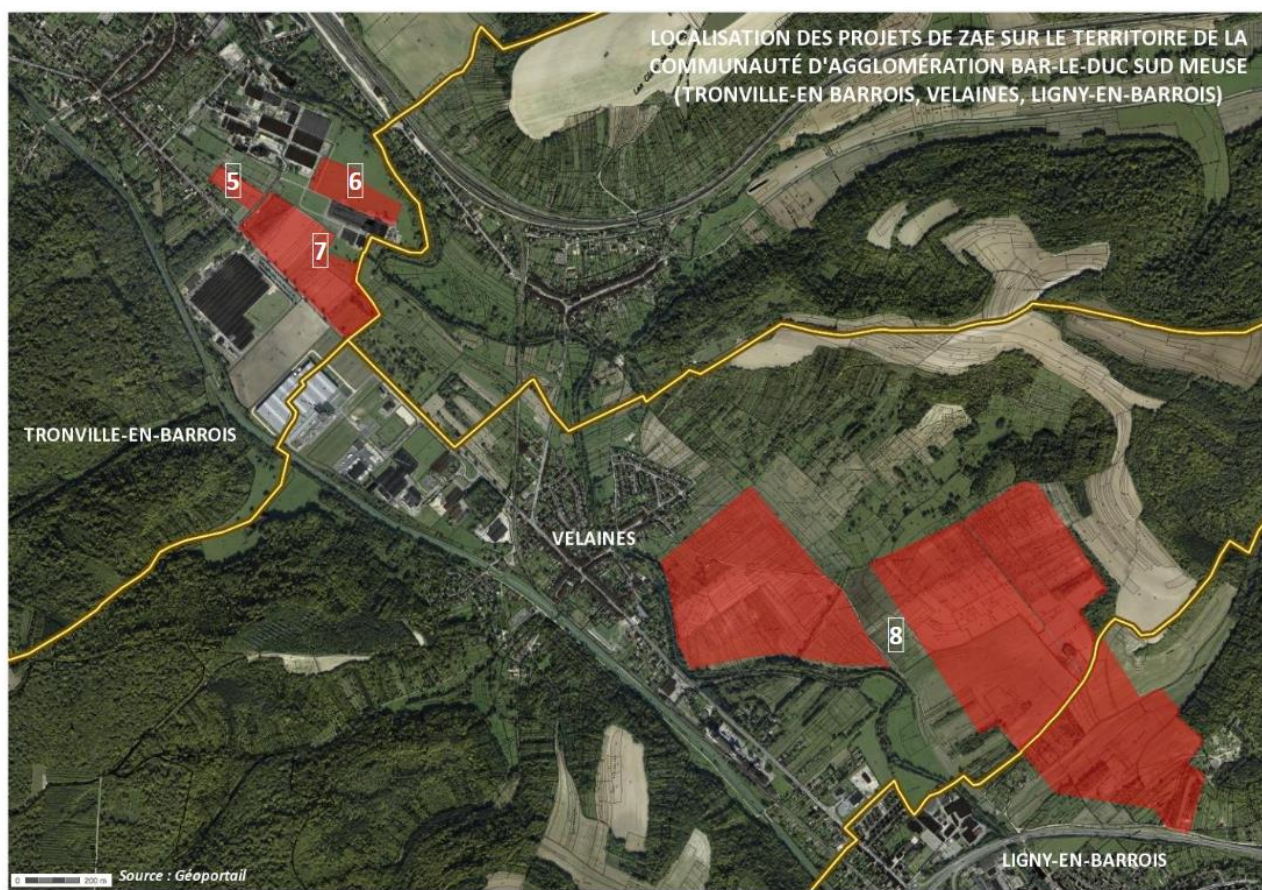 LOCALISATION DES PROJETS DE ZAE SUR LE TERRITOIRE DE LA
COMMUNAUTÉ D'AGGLOMÉRATION BAR-LE-DUC SUD MEUSE
(TRONVILLE-EN BARROIS, VELAINES, LIGNY-EN-BARROIS)
5
6
7
TRONVILLE-EN-BARROIS
VELAINES
8
LIGNY-EN-BARROIS
0 200 m
Source : Géoportail